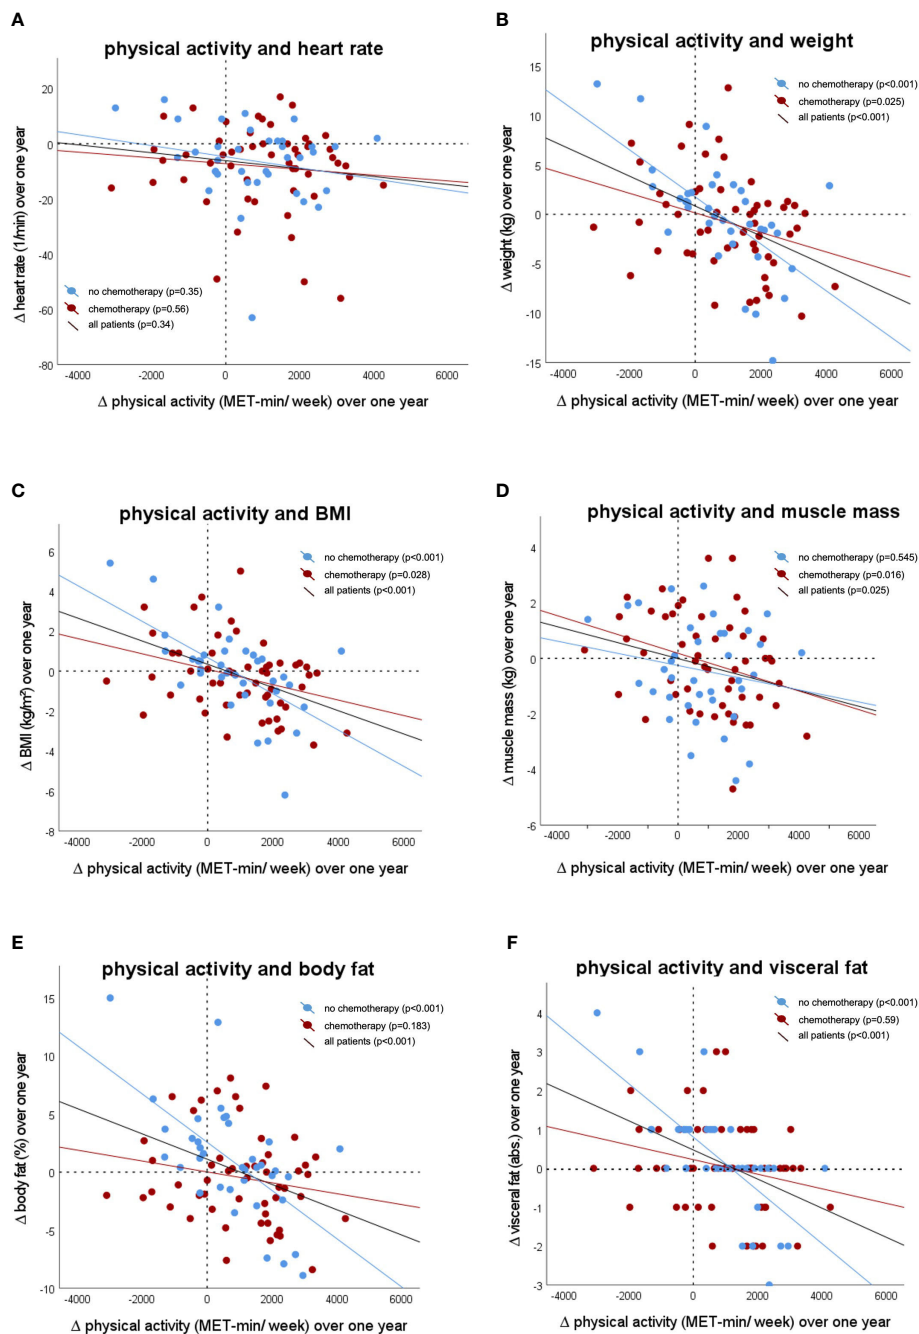 A
physical activity and heart rate
Δ heart rate (1/min) over one year
20
0
-20
-40
-60
-80
no chemotherapy (p=0.35)
chemotherapy (p=0.56)
all patients (p=0.34)
-4000 -2000 0 2000 4000 6000
Δ physical activity (MET-min/ week) over one year
B
physical activity and weight
Δ weight (kg) over one year
15
10
5
0
-5
-10
-15
no chemotherapy (p<0.001)
chemotherapy (p=0.025)
all patients (p<0.001)
-4000 -2000 0 2000 4000 6000
Δ physical activity (MET-min/ week) over one year
C
physical activity and BMI
Δ BMI (kg/m²) over one year
6
4
2
0
-2
-4
-6
-8
no chemotherapy (p<0.001)
chemotherapy (p=0.028)
all patients (p<0.001)
-4000 -2000 0 2000 4000 6000
Δ physical activity (MET-min/ week) over one year
D
physical activity and muscle mass
Δ muscle mass (kg) over one year
4
2
0
-2
-4
-6
no chemotherapy (p=0.545)
chemotherapy (p=0.016)
all patients (p=0.025)
-4000 -2000 0 2000 4000 6000
Δ physical activity (MET-min/ week) over one year
E
physical activity and body fat
Δ body fat (%) over one year
15
10
5
0
-5
-10
no chemotherapy (p<0.001)
chemotherapy (p=0.183)
all patients (p<0.001)
-4000 -2000 0 2000 4000 6000
Δ physical activity (MET-min/ week) over one year
F
physical activity and visceral fat
Δ visceral fat (abs.) over one year
4
3
2
1
0
-1
-2
-3
no chemotherapy (p<0.001)
chemotherapy (p=0.59)
all patients (p<0.001)
-4000 -2000 0 2000 4000 6000
Δ physical activity (MET-min/ week) over one year